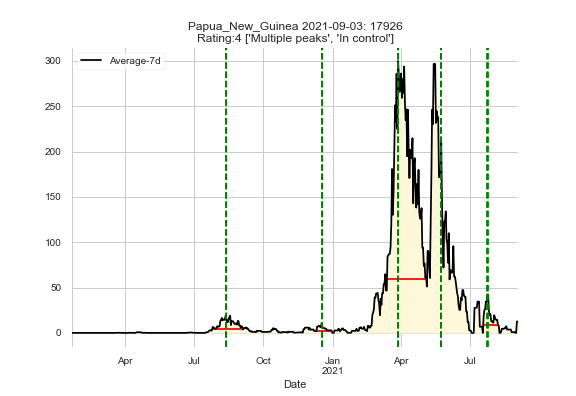 Papua_New_Guinea 2021-09-03: 17926
Rating:4 ['Multiple peaks', 'In control']
Average-7d
300
250
200
150
100
50
0
Apr
Jul
Oct
Jan
2021
Apr
Jul
Date